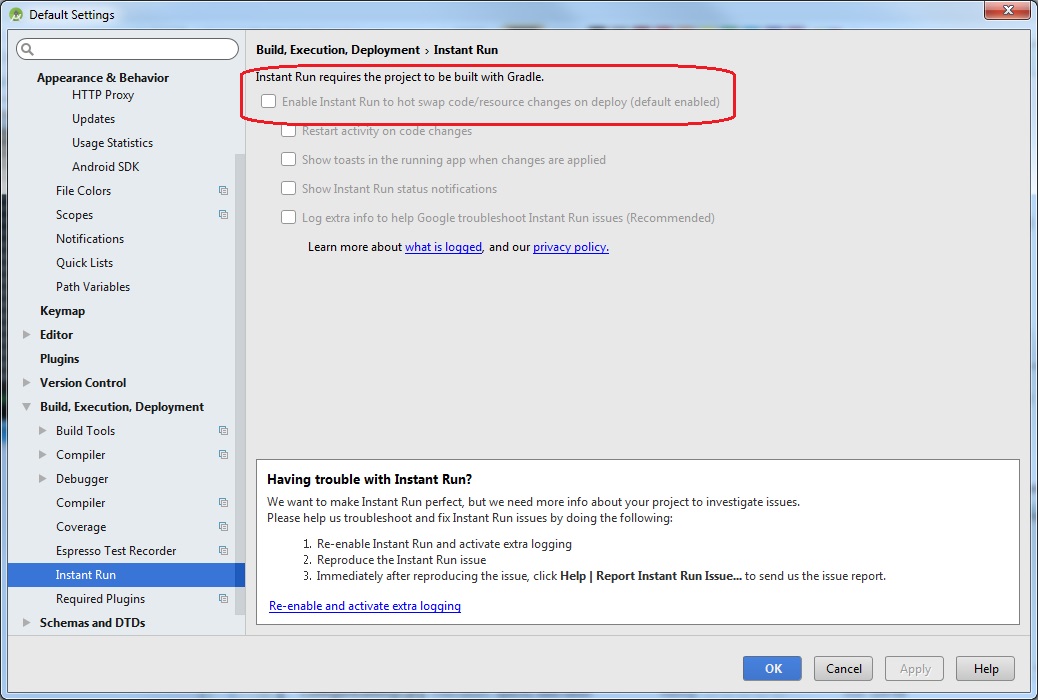 Default Settings
Appearance & Behavior
HTTP Proxy
Updates
Usage Statistics
Android SDK
File Colors
Scopes
Notifications
Quick Lists
Path Variables
Keymap
Editor
Plugins
Version Control
Build, Execution, Deployment
Build Tools
Compiler
Debugger
Compiler
Coverage
Espresso Test Recorder
Instant Run
Required Plugins
Schemas and DTDs
Build, Execution, Deployment › Instant Run
Instant Run requires the project to be built with Gradle.
Enable Instant Run to hot swap code/resource changes on deploy (default enabled)
Restart activity on code changes
Show toasts in the running app when changes are applied
Show Instant Run status notifications
Log extra info to help Google troubleshoot Instant Run issues (Recommended)
Learn more about what is logged, and our privacy policy.
Having trouble with Instant Run?
We want to make Instant Run perfect, but we need more info about your project to investigate issues.
Please help us troubleshoot and fix Instant Run issues by doing the following:
1. Re-enable Instant Run and activate extra logging
2. Reproduce the Instant Run issue
3. Immediately after reproducing the issue, click Help | Report Instant Run Issue... to send us the issue report.
Re-enable and activate extra logging
OK
Cancel
Apply
Help